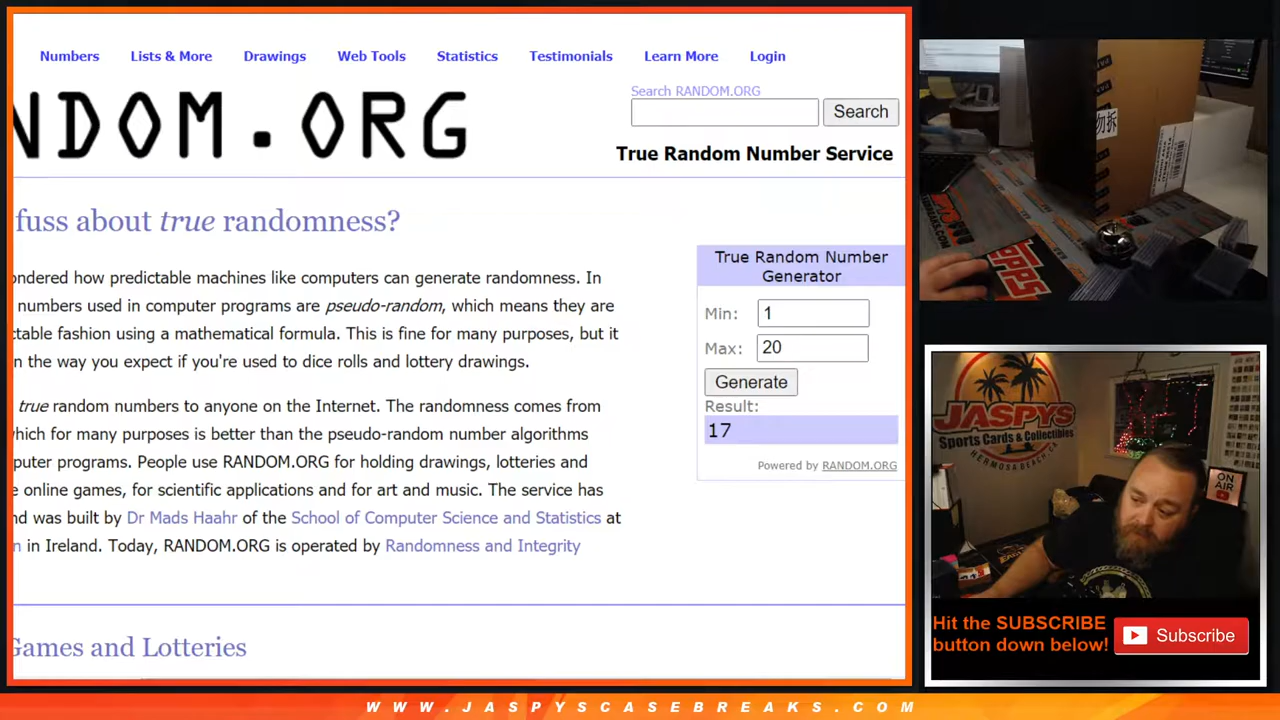 Numbers Lists & More Drawings Web Tools Statistics Testimonials Learn More Login
NDOM.ORG
Search RANDOM.ORG
Search
True Random Number Service
fuss about true randomness?
ondered how predictable machines like computers can generate randomness. In
numbers used in computer programs are pseudo-random, which means they are
ctable fashion using a mathematical formula. This is fine for many purposes, but it
n the way you expect if you're used to dice rolls and lottery drawings.
true random numbers to anyone on the Internet. The randomness comes from
which for many purposes is better than the pseudo-random number algorithms
puter programs. People use RANDOM.ORG for holding drawings, lotteries and
e online games, for scientific applications and for art and music. The service has
nd was built by Dr Mads Haahr of the School of Computer Science and Statistics at
n in Ireland. Today, RANDOM.ORG is operated by Randomness and Integrity
Games and Lotteries
True Random Number
Generator
Min: 1
Max: 20
Generate
Result:
17
Powered by RANDOM.ORG
勿拆
TOPPS
JASPYS
Sports Cards & Collectibles
HERMOSA BEACH, CA
ON
AIR
Hit the SUBSCRIBE
button down below!
Subscribe
WWW.JASPYSCASEBREAKS.COM